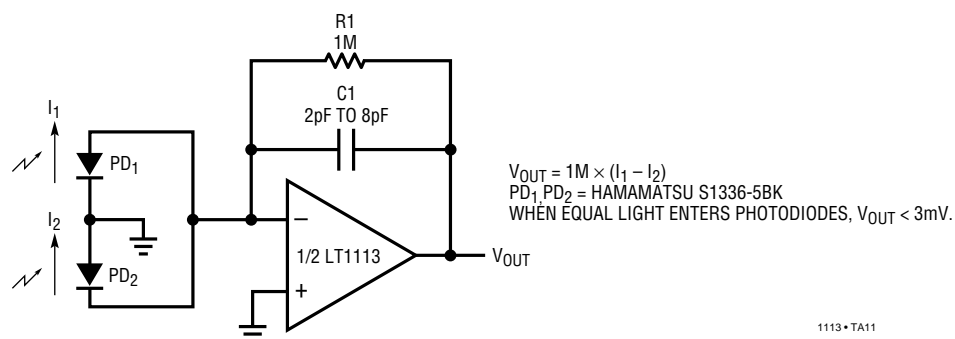 R1
1M
C1
2pF TO 8pF
I1
PD1
I2
PD2
–
+
1/2 LT1113
VOUT
VOUT = 1M × (I1 – I2)
PD1,PD2 = HAMAMATSU S1336-5BK
WHEN EQUAL LIGHT ENTERS PHOTODIODES, VOUT < 3mV.
1113 • TA11